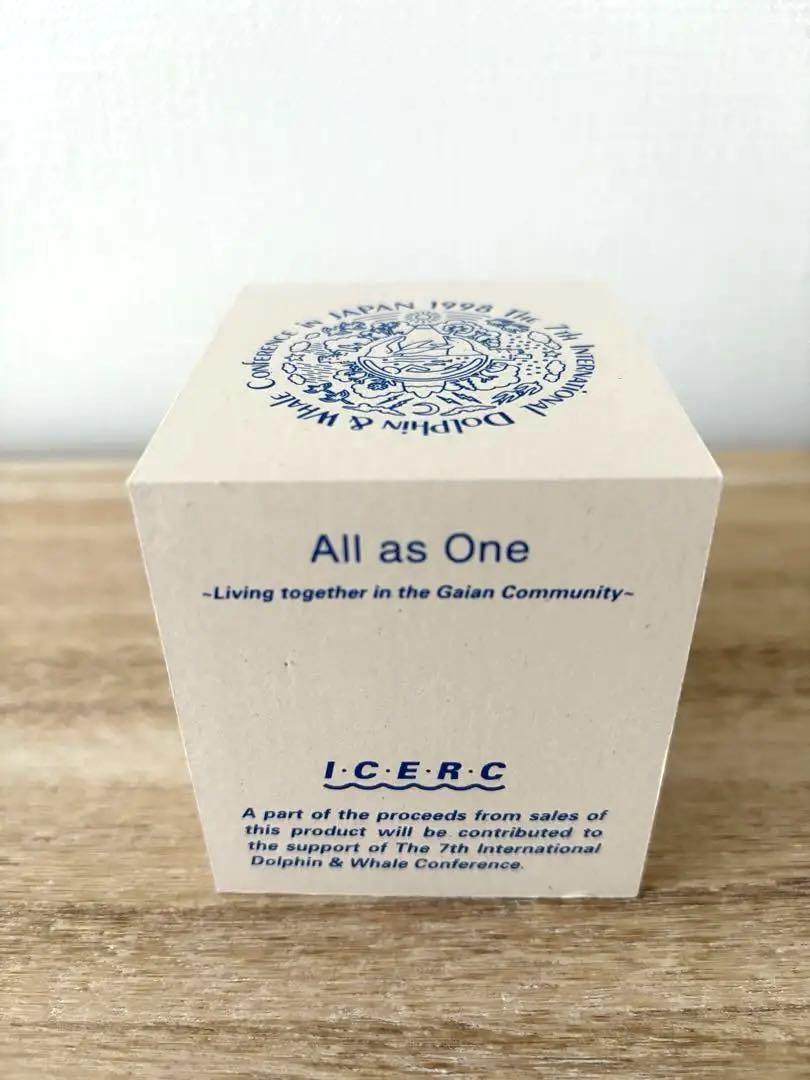 The 7th International Dolphin & Whale Conference in JAPAN 1998
All as One
~Living together in the Gaian Community~
I·C·E·R·C
A part of the proceeds from sales of
this product will be contributed to
the support of The 7th International
Dolphin & Whale Conference.